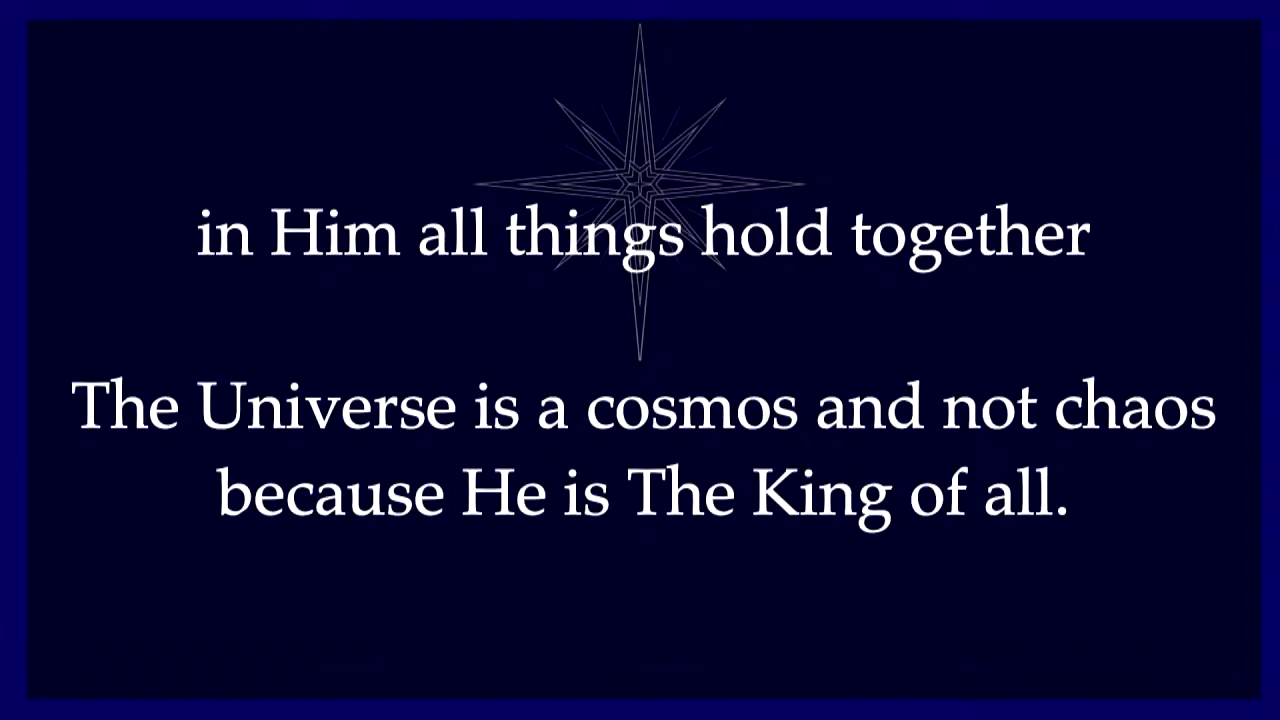 in Him all things hold together
The Universe is a cosmos and not chaos
because He is The King of all.